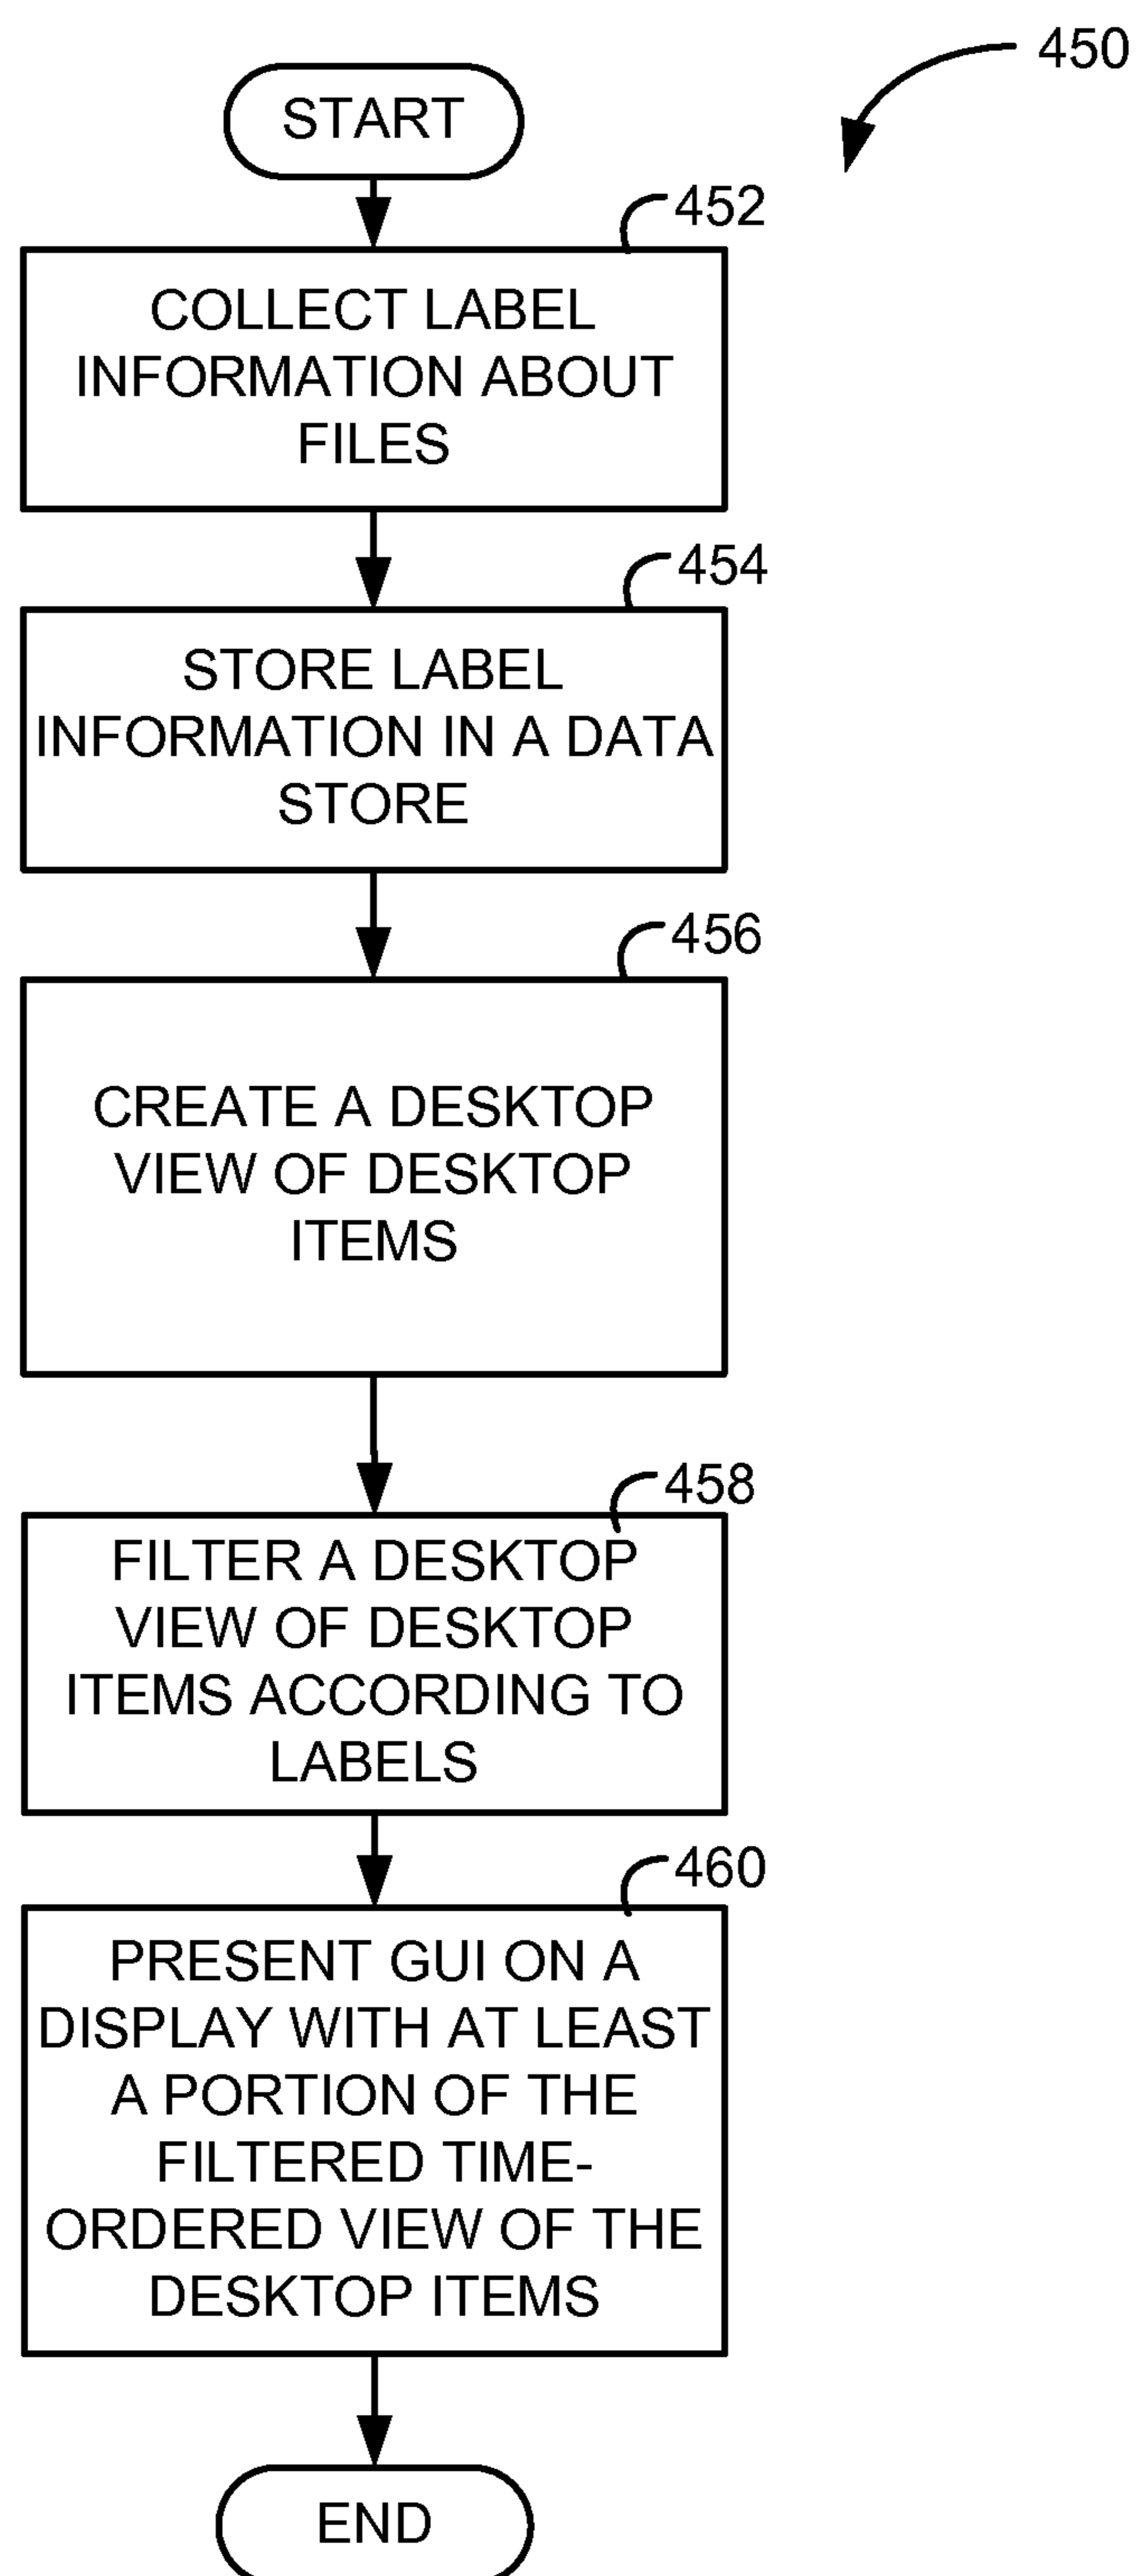 450
START
452
COLLECT LABEL
INFORMATION ABOUT
FILES
454
STORE LABEL
INFORMATION IN A DATA
STORE
456
CREATE A DESKTOP
VIEW OF DESKTOP
ITEMS
458
FILTER A DESKTOP
VIEW OF DESKTOP
ITEMS ACCORDING TO
LABELS
460
PRESENT GUI ON A
DISPLAY WITH AT LEAST
A PORTION OF THE
FILTERED TIME-
ORDERED VIEW OF THE
DESKTOP ITEMS
END